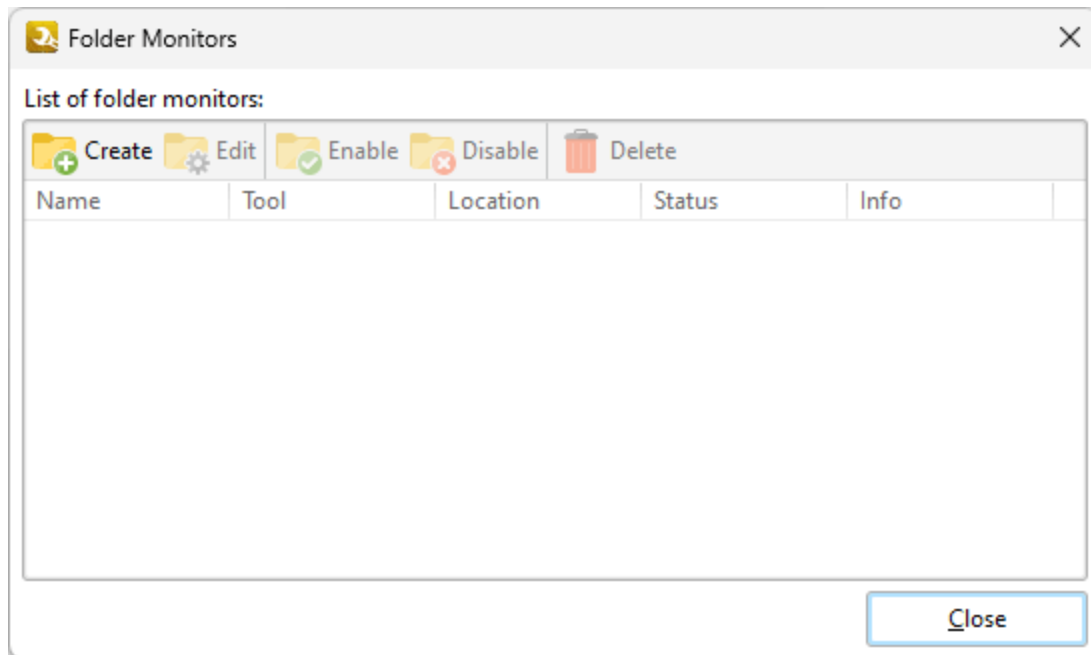 Folder Monitors
List of folder monitors:
Create Edit Enable Disable Delete
Name Tool Location Status Info
Close